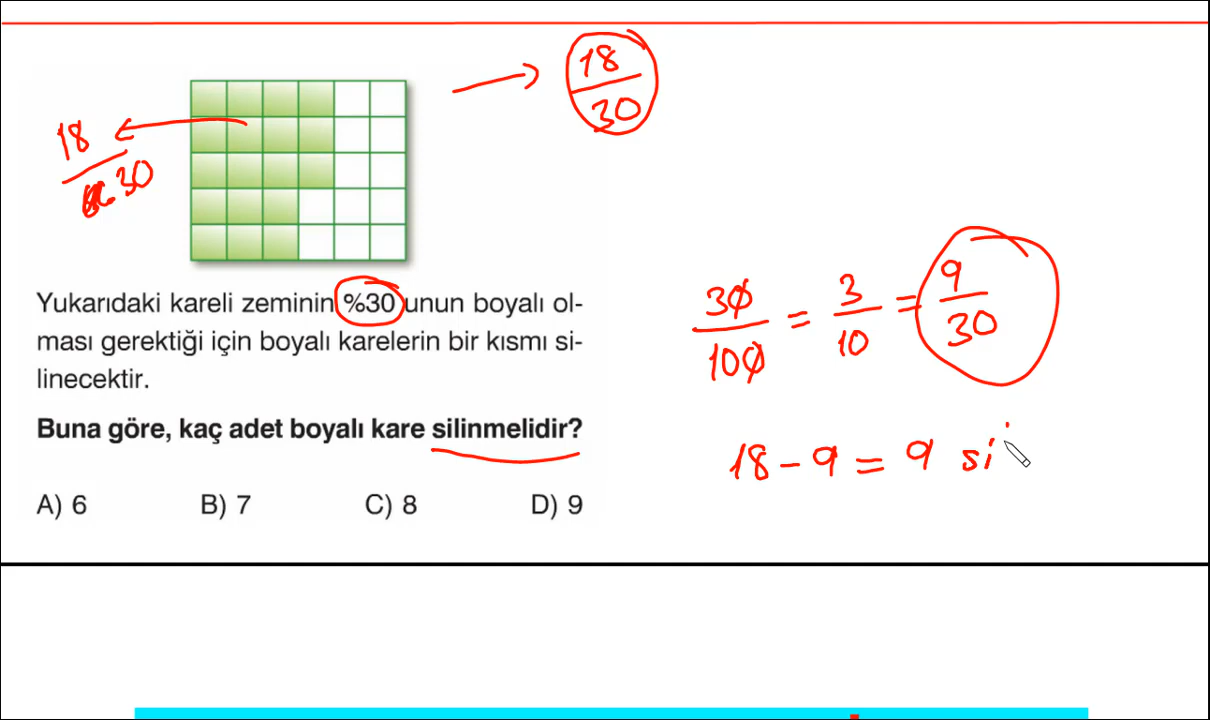 18/30
18/30
Yukarıdaki kareli zeminin %30'unun boyalı ol-
ması gerektiği için boyalı karelerin bir kısmı si-
linecektir.
Buna göre, kaç adet boyalı kare silinmelidir?
A) 6 B) 7 C) 8 D) 9
30/100 = 3/10 = 9/30
18 - 9 = 9 si